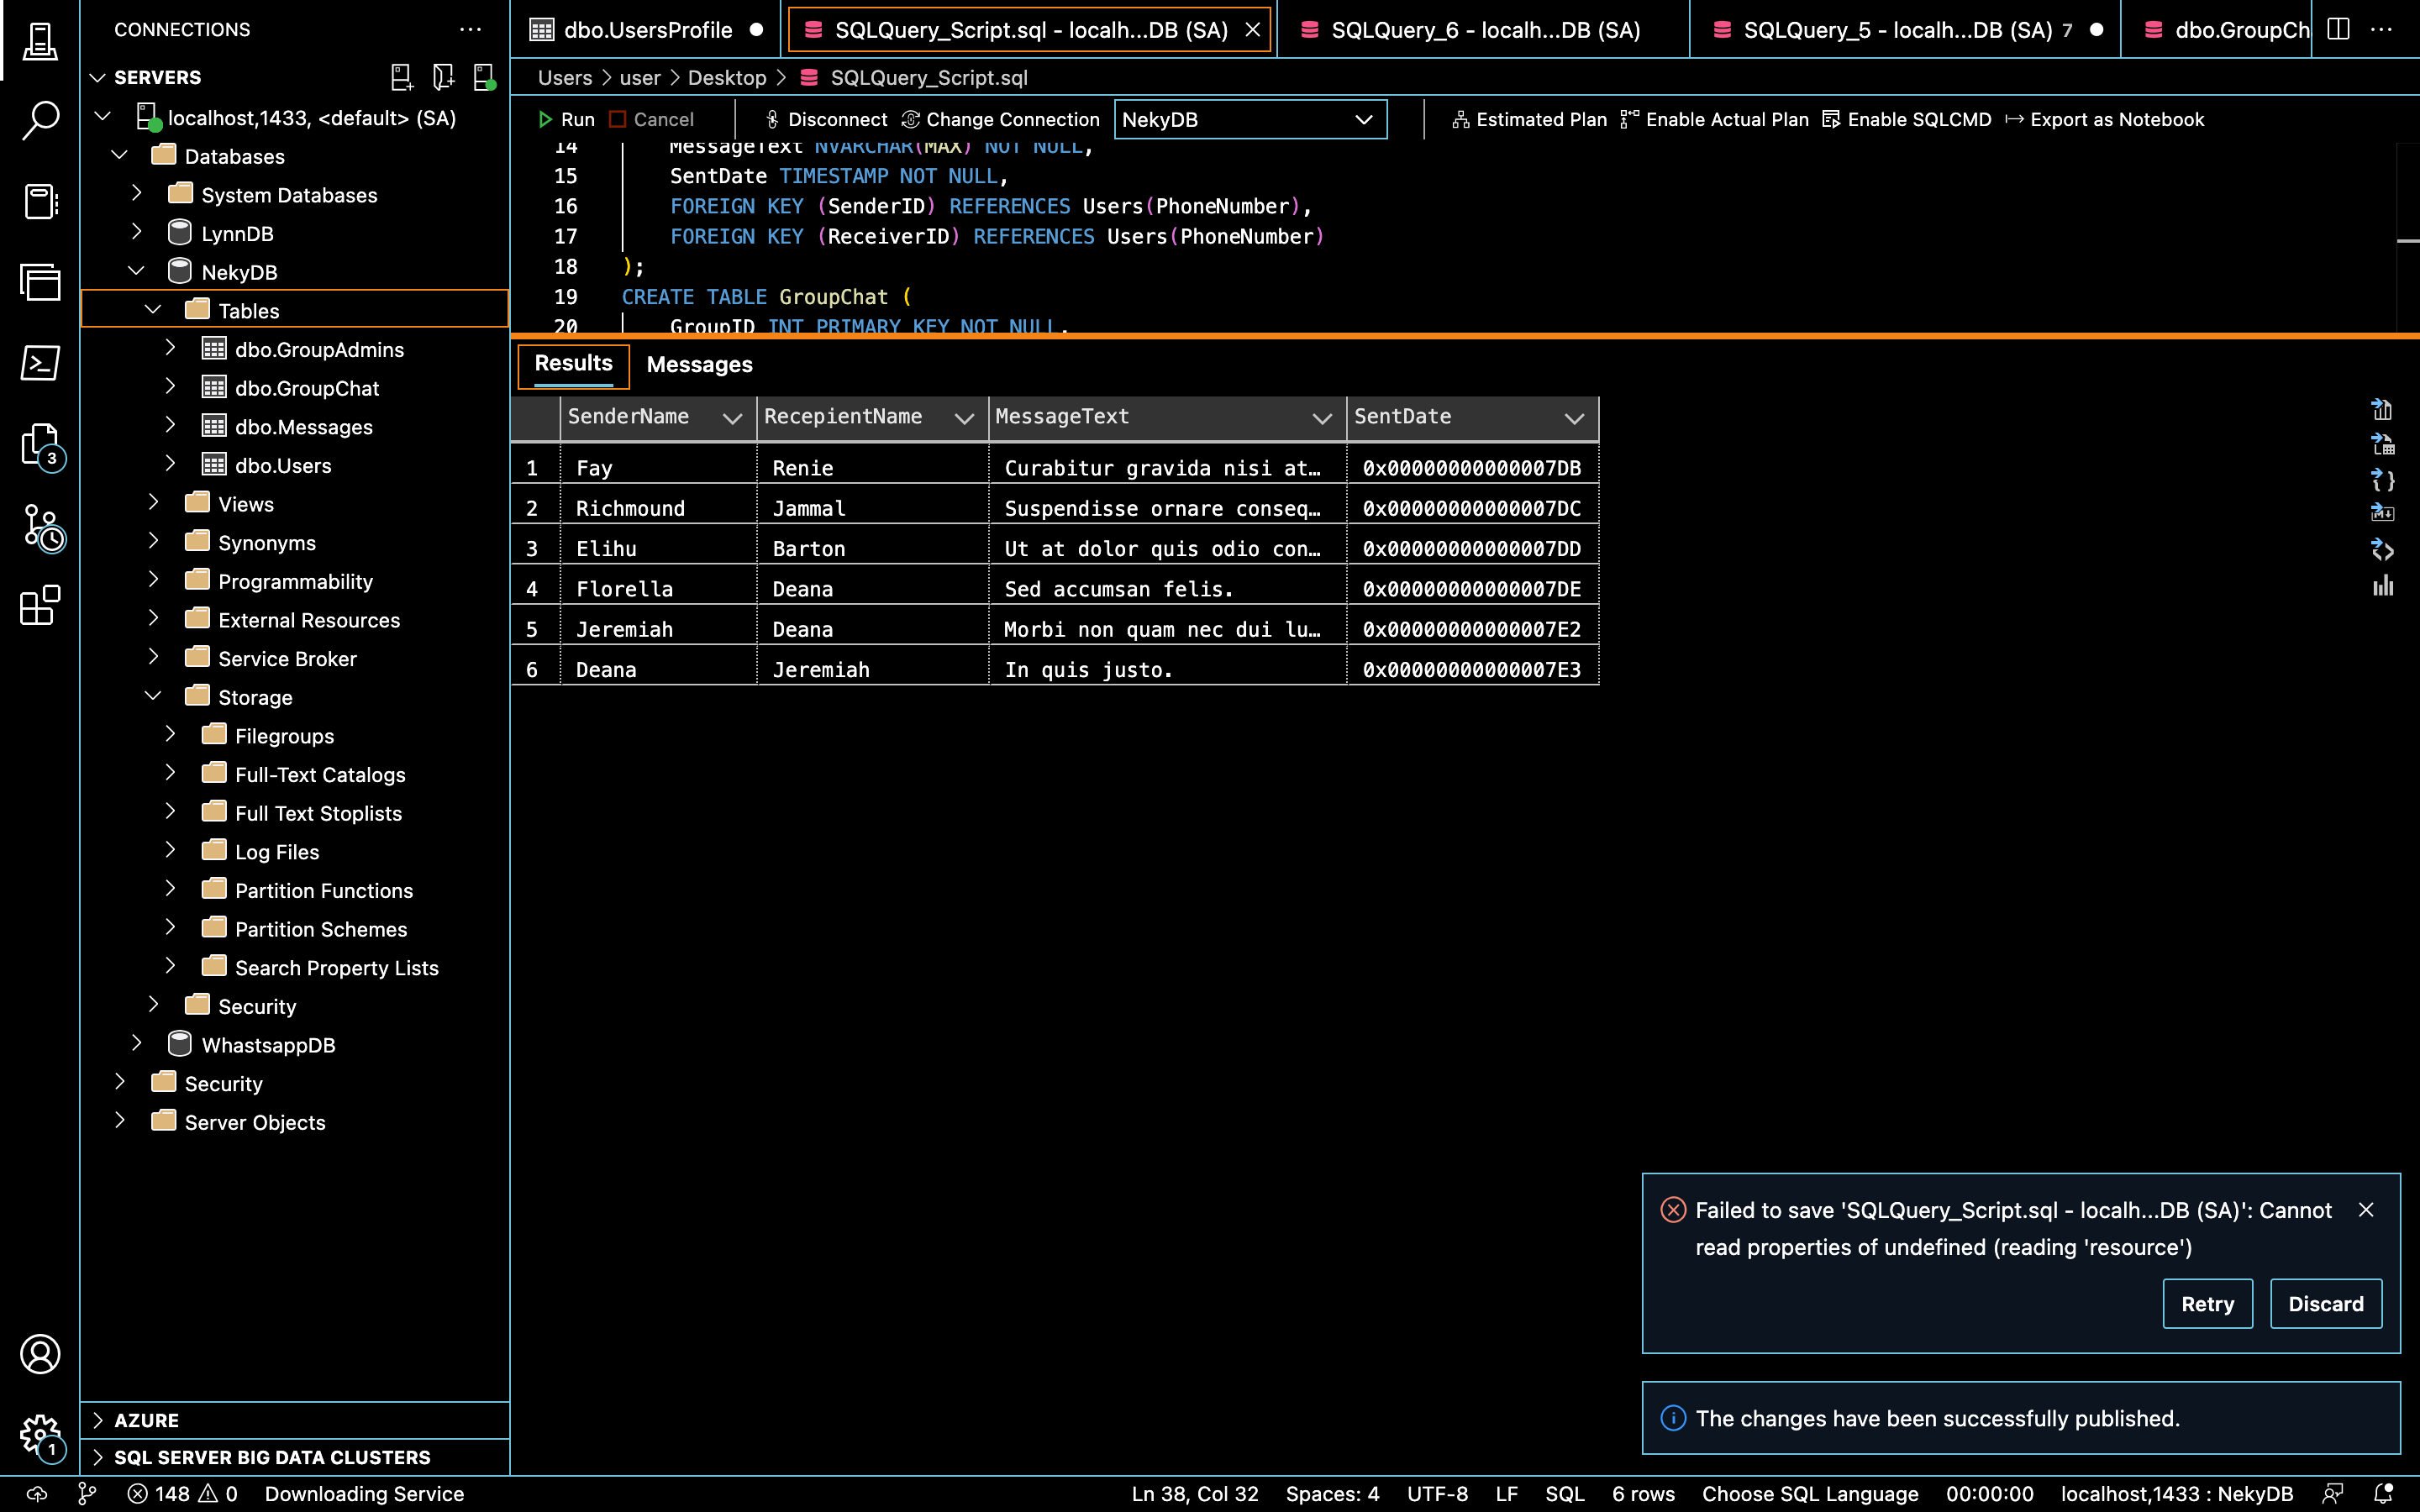 CONNECTIONS
SERVERS
localhost,1433, <default> (SA)
Databases
System Databases
LynnDB
NekyDB
Tables
dbo.GroupAdmins
dbo.GroupChat
dbo.Messages
dbo.Users
Views
Synonyms
Programmability
External Resources
Service Broker
Storage
Filegroups
Full-Text Catalogs
Full Text Stoplists
Log Files
Partition Functions
Partition Schemes
Search Property Lists
Security
WhastsappDB
Security
Server Objects
AZURE
SQL SERVER BIG DATA CLUSTERS
3
1
dbo.UsersProfile
SQLQuery_Script.sql - localh...DB (SA)
SQLQuery_6 - localh...DB (SA)
SQLQuery_5 - localh...DB (SA) 7
dbo.GroupCh
Users > user > Desktop > SQLQuery_Script.sql
Run Cancel Disconnect Change Connection NekyDB Estimated Plan Enable Actual Plan Enable SQLCMD Export as Notebook
14 MessageText NVARCHAR(MAX) NOT NULL,
15 SentDate TIMESTAMP NOT NULL,
16 FOREIGN KEY (SenderID) REFERENCES Users(PhoneNumber),
17 FOREIGN KEY (ReceiverID) REFERENCES Users(PhoneNumber)
18 );
19 CREATE TABLE GroupChat (
20 GroupID INT PRIMARY KEY NOT NULL,
Results Messages
SenderName RecepientName MessageText SentDate
1 Fay Renie Curabitur gravida nisi at… 0x00000000000007DB
2 Richmound Jammal Suspendisse ornare conseq… 0x00000000000007DC
3 Elihu Barton Ut at dolor quis odio con… 0x00000000000007DD
4 Florella Deana Sed accumsan felis. 0x00000000000007DE
5 Jeremiah Deana Morbi non quam nec dui lu… 0x00000000000007E2
6 Deana Jeremiah In quis justo. 0x00000000000007E3
Failed to save 'SQLQuery_Script.sql - localh...DB (SA)': Cannot
read properties of undefined (reading 'resource')
Retry Discard
The changes have been successfully published.
148 0 Downloading Service Ln 38, Col 32 Spaces: 4 UTF-8 LF SQL 6 rows Choose SQL Language 00:00:00 localhost,1433 : NekyDB